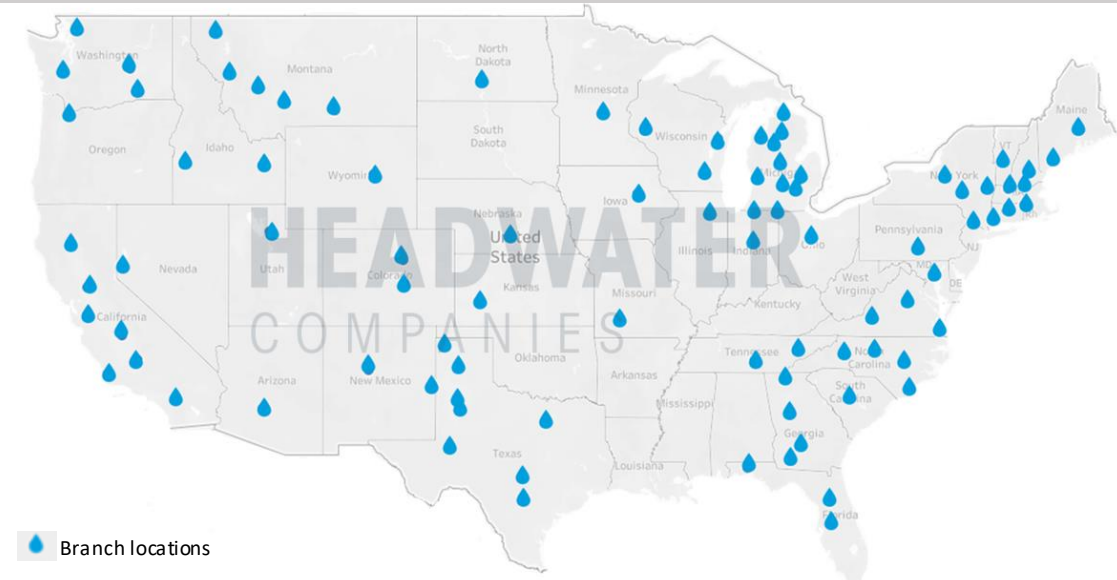 Washington
Montana
North
Dakota
Minnesota
Maine
Oregon
Idaho
South
Dakota
Wisconsin
VT
Wyoming
Michigan
New York
RI
Iowa
Nebraska
HEADWATER
COMPANIES
United
States
Illinois
Indiana
Ohio
Pennsylvania
NJ
Nevada
Utah
Colorado
Kansas
Missouri
West
Virginia
MD
DE
Kentucky
California
Arizona
New Mexico
Oklahoma
Arkansas
Tennessee
North
Carolina
South
Carolina
Mississippi
Georgia
Texas
Louisiana
Florida
Branch locations